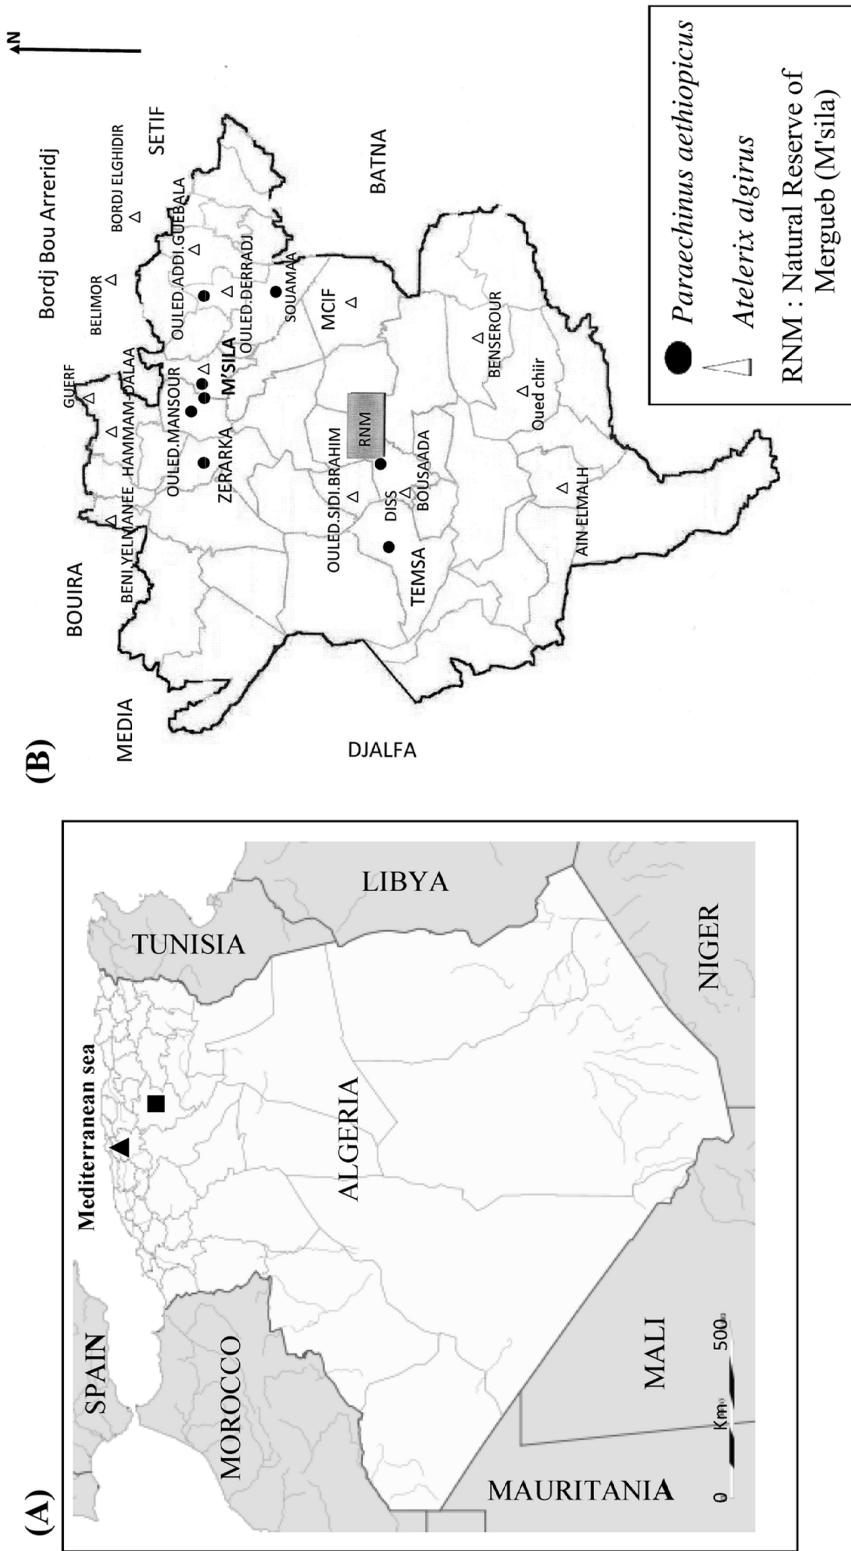 (A)
SPAIN
Mediterranean sea
TUNISIA
MOROCCO
ALGERIA
LIBYA
MAURITANIA
MALI
NIGER
0 Km 500
(B)
N
Bordj Bou Arreridj
BOUIRA
MEDIA
SETIF
BATNA
DJALFA
GUERF
BELIMOR
BORDJ ELGHIDIR
BENI.YELMANEE
HAMMAM-DALAA
OULED.MANSOUR
OULED.ADDI.GUEBALA
M'SILA
OULED.DERRADJ
ZERARKA
SOUAMAA
MCIF
OULED.SIDI.BRAHIM
RNM
DISS
BOUSAADA
TEMSA
BENSEROUR
Oued chiir
AIN ELMALH
Paraechinus aethiopicus
Atelerix algirus
RNM : Natural Reserve of
Mergueb (M'sila)